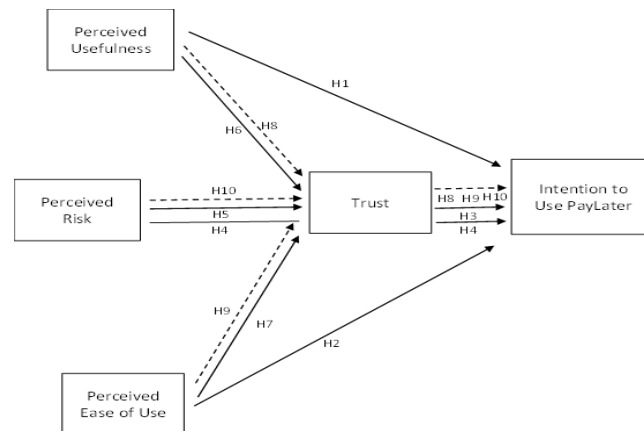 Perceived
Usefulness
H1
H8
H6
Perceived
Risk
H10
H5
H4
Trust
H8 H9 H10
H3
H4
Intention to
Use PayLater
H9
H7
H2
Perceived
Ease of Use